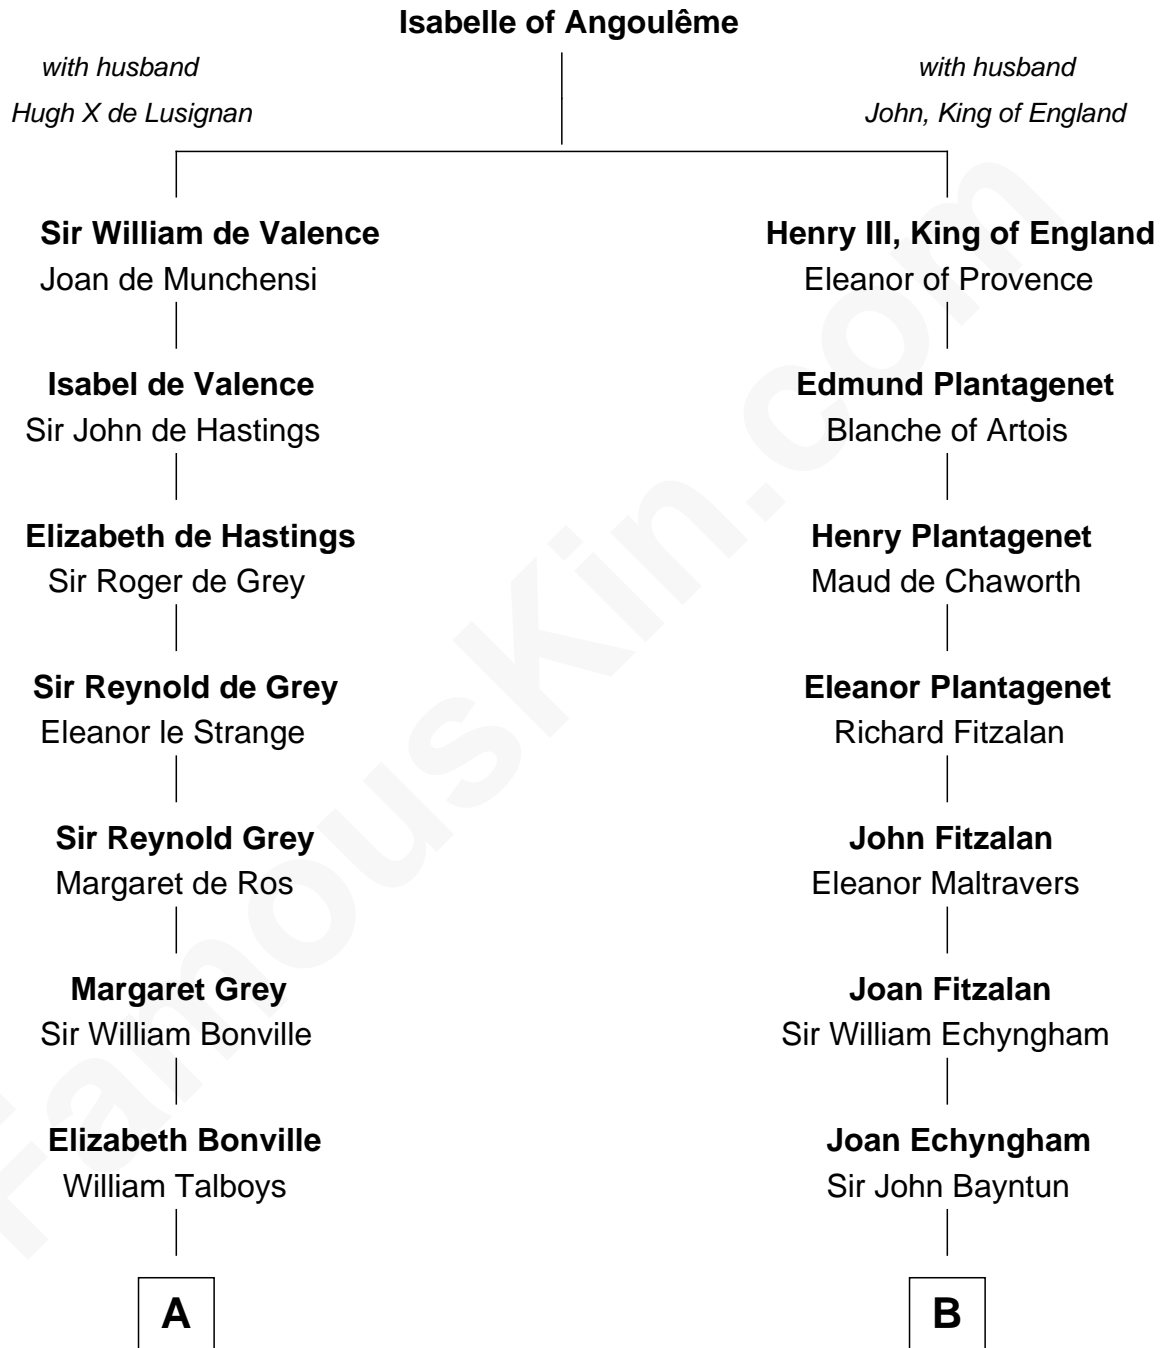 Isabelle of Angoulême
with husband
Hugh X de Lusignan
with husband
John, King of England
Sir William de Valence
Joan de Munchensi
Henry III, King of England
Eleanor of Provence
Isabel de Valence
Sir John de Hastings
Edmund Plantagenet
Blanche of Artois
Elizabeth de Hastings
Sir Roger de Grey
Henry Plantagenet
Maud de Chaworth
Sir Reynold de Grey
Eleanor le Strange
Eleanor Plantagenet
Richard Fitzalan
Sir Reynold Grey
Margaret de Ros
John Fitzalan
Eleanor Maltravers
Margaret Grey
Sir William Bonville
Joan Fitzalan
Sir William Echyngham
Elizabeth Bonville
William Talboys
Joan Echyngham
Sir John Bayntun
A
B
FamousKin.com